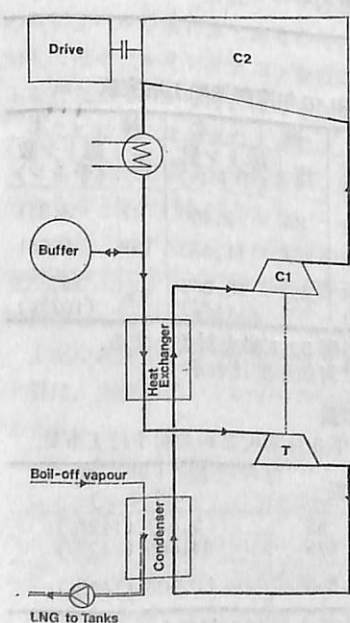 Drive
C2
Buffer
C1
Heat
Exchanger
T
Boil-off vapour
Condenser
LNG to Tanks